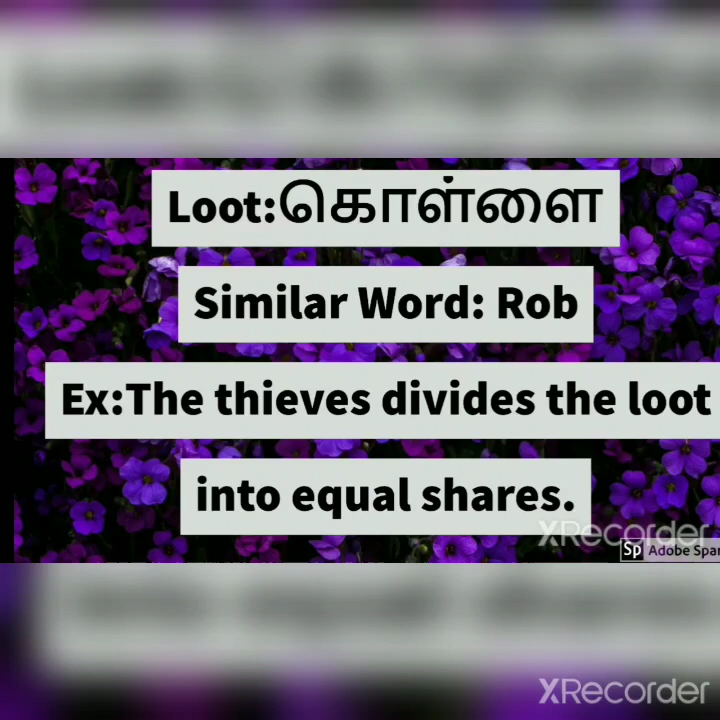 Loot:கொள்ளை
Similar Word: Rob
Ex:The thieves divides the loot
into equal shares.
XRecorder
Sp Adobe Spar
XRecorder